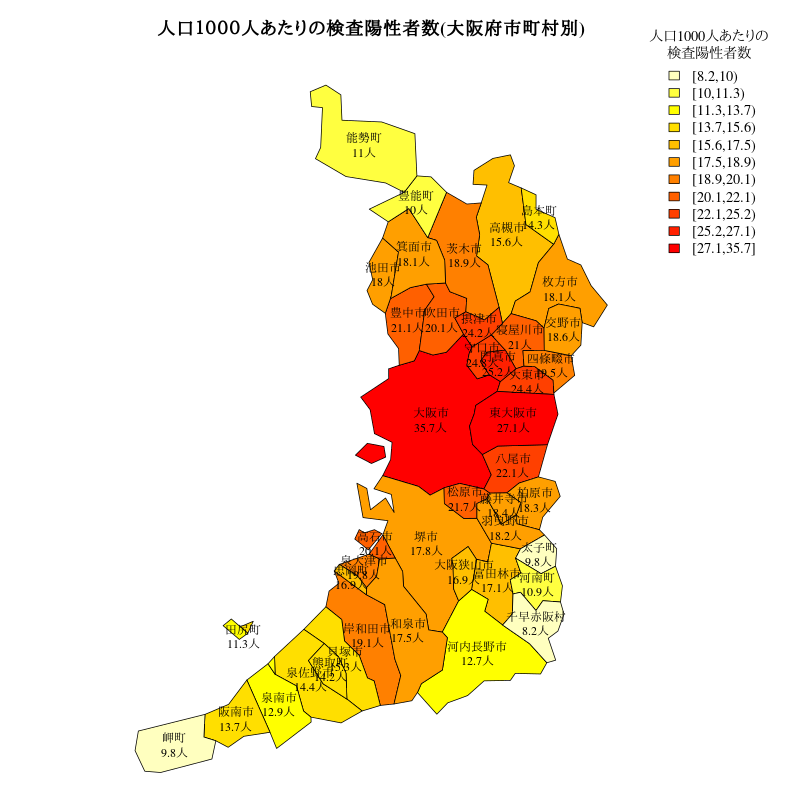 人口1000人あたりの検査陽性者数(大阪府市町村別)
人口1000人あたりの
検査陽性者数
[8.2,10)
[10,11.3)
[11.3,13.7)
[13.7,15.6)
[15.6,17.5)
[17.5,18.9)
[18.9,20.1)
[20.1,22.1)
[22.1,25.2)
[25.2,27.1)
[27.1,35.7]
能勢町
11人
豊能町
10人
島本町
14.3人
高槻市
15.6人
茨木市
18.9人
箕面市
18.1人
池田市
18人
枚方市
18.1人
豊中市
21.1人
吹田市
20.1人
摂津市
24.2人
寝屋川市
21人
交野市
18.6人
守口市
24.8人
門真市
25.2人
四條畷市
19.5人
大東市
24.4人
大阪市
35.7人
東大阪市
27.1人
八尾市
22.1人
松原市
21.7人
藤井寺市
18.4人
柏原市
18.3人
羽曳野市
18.2人
高石市
20.1人
堺市
17.8人
太子町
9.8人
泉大津市
19.8人
忠岡町
16.9人
大阪狭山市
16.9人
富田林市
17.1人
河南町
10.9人
千早赤阪村
8.2人
田尻町
11.3人
岸和田市
19.1人
和泉市
17.5人
河内長野市
12.7人
貝塚市
15.3人
熊取町
14.2人
泉佐野市
14.4人
泉南市
12.9人
阪南市
13.7人
岬町
9.8人